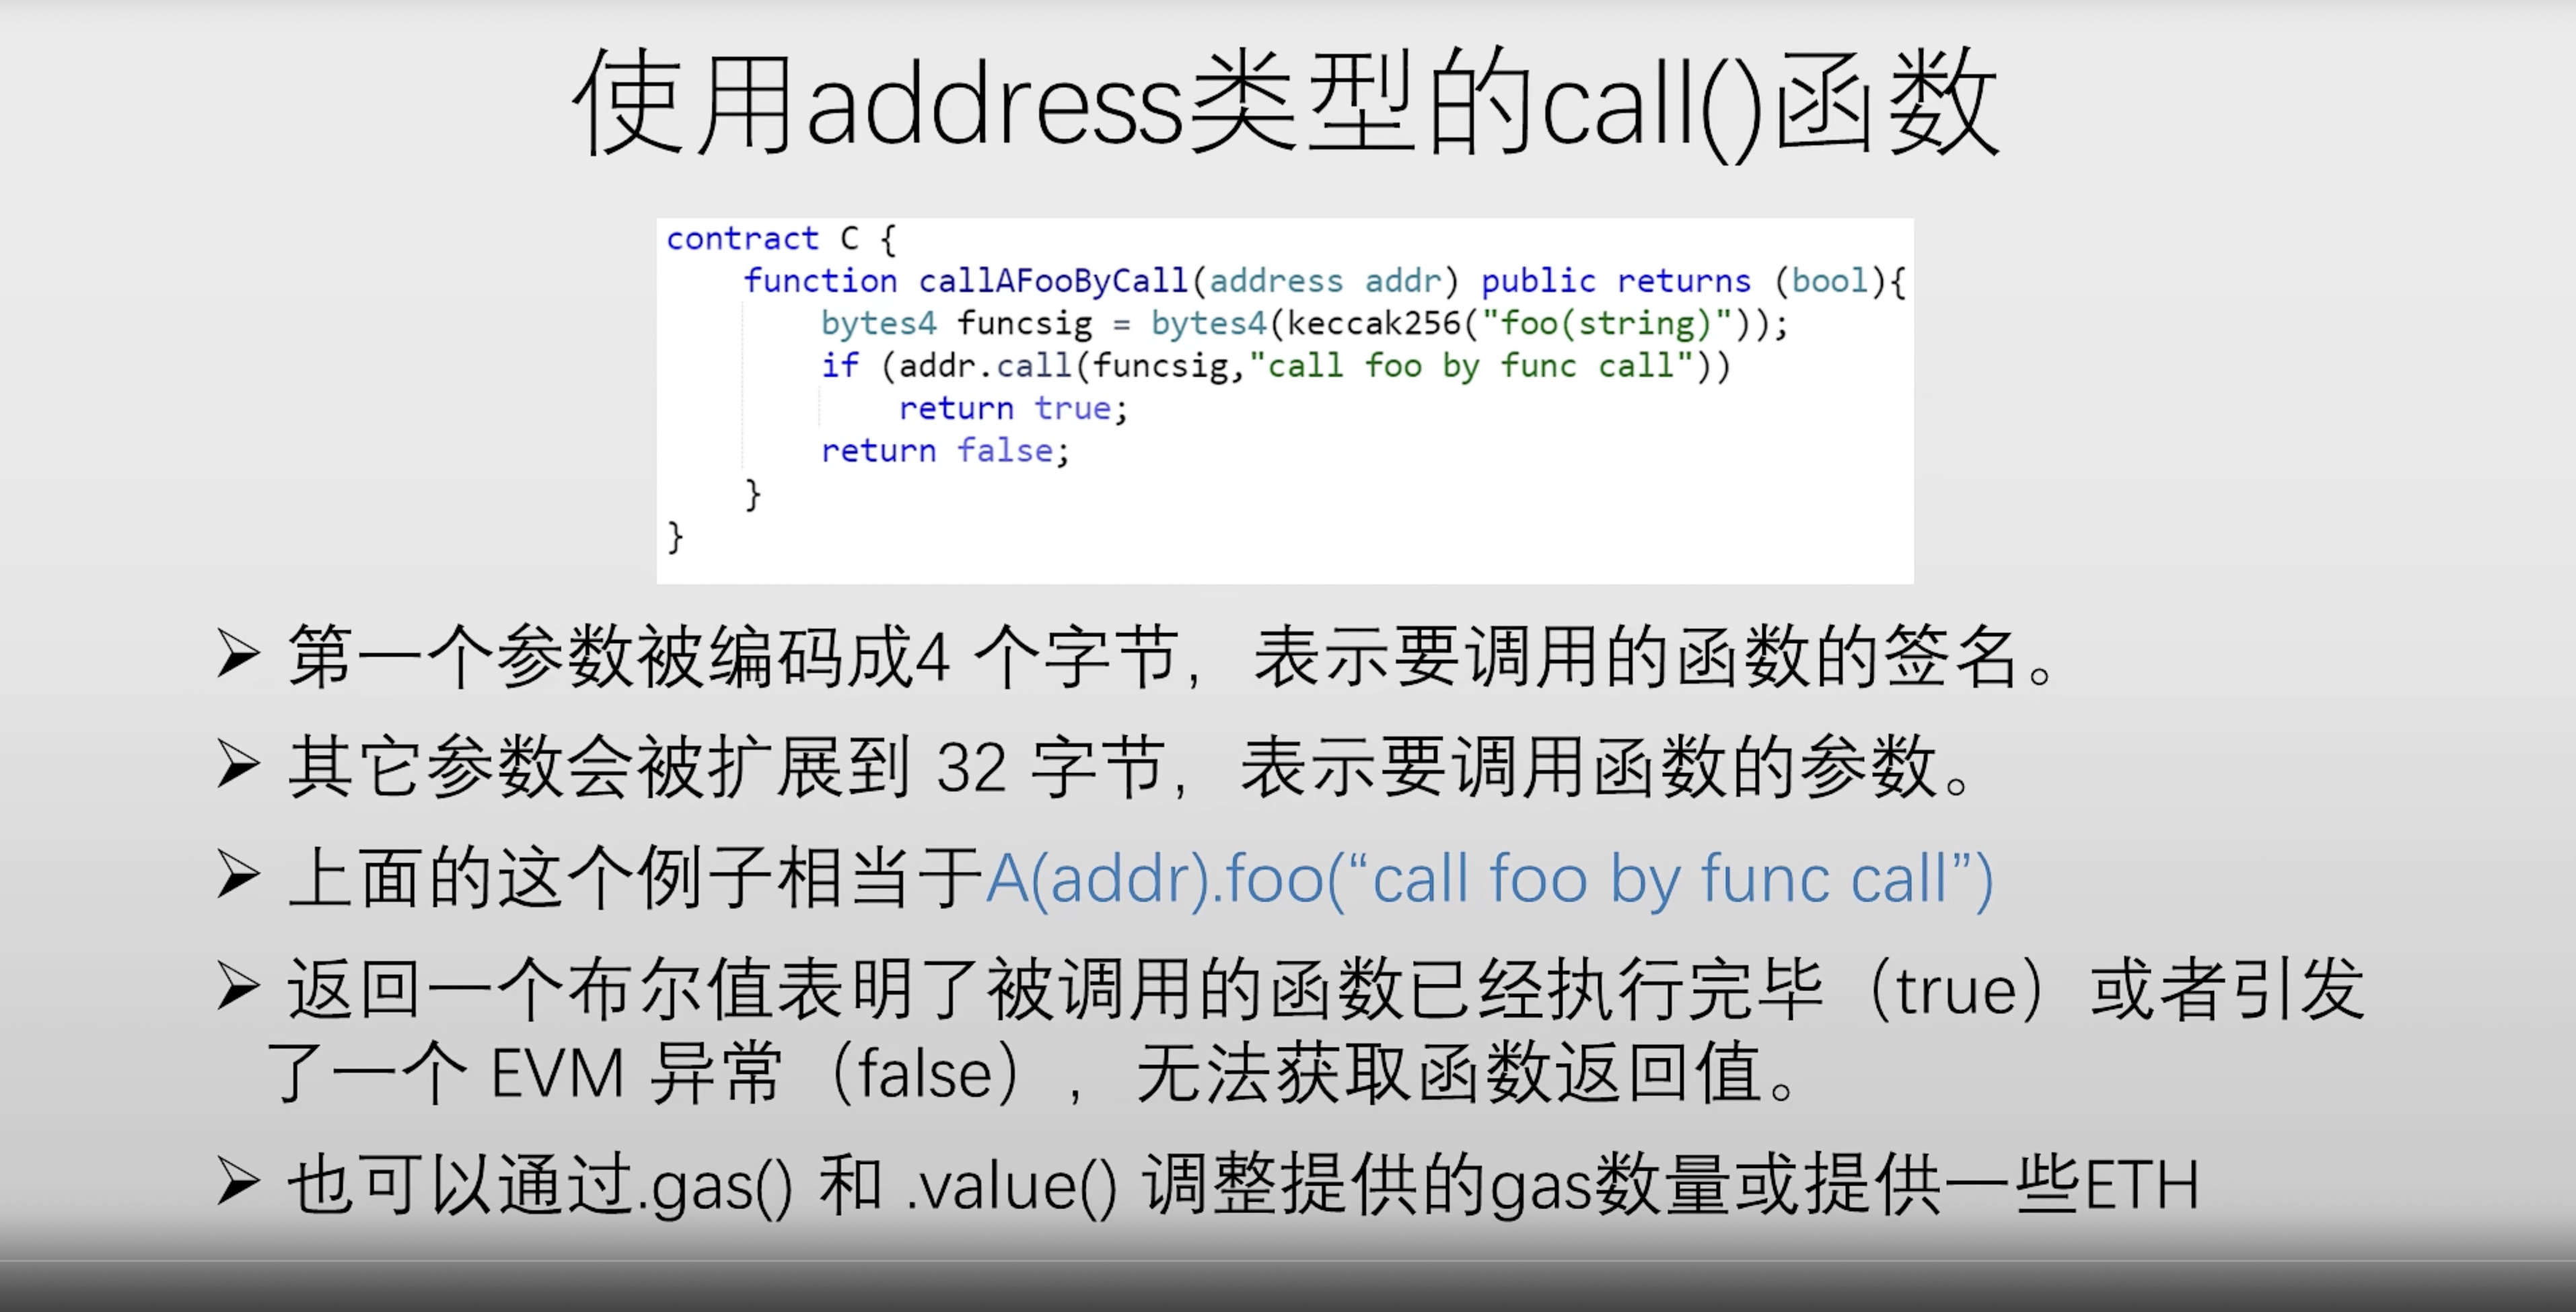 使用address类型的call()函数
contract C {
function callAFooByCall(address addr) public returns (bool){
bytes4 funcsig = bytes4(keccak256("foo(string)"));
if (addr.call(funcsig,"call foo by func call"))
return true;
return false;
}
}
➢ 第一个参数被编码成4 个字节，表示要调用的函数的签名。
➢ 其它参数会被扩展到 32 字节，表示要调用函数的参数。
➢ 上面的这个例子相当于A(addr).foo(“call foo by func call”)
➢ 返回一个布尔值表明了被调用的函数已经执行完毕（true）或者引发
了一个 EVM 异常（false），无法获取函数返回值。
➢ 也可以通过.gas() 和 .value() 调整提供的gas数量或提供一些ETH